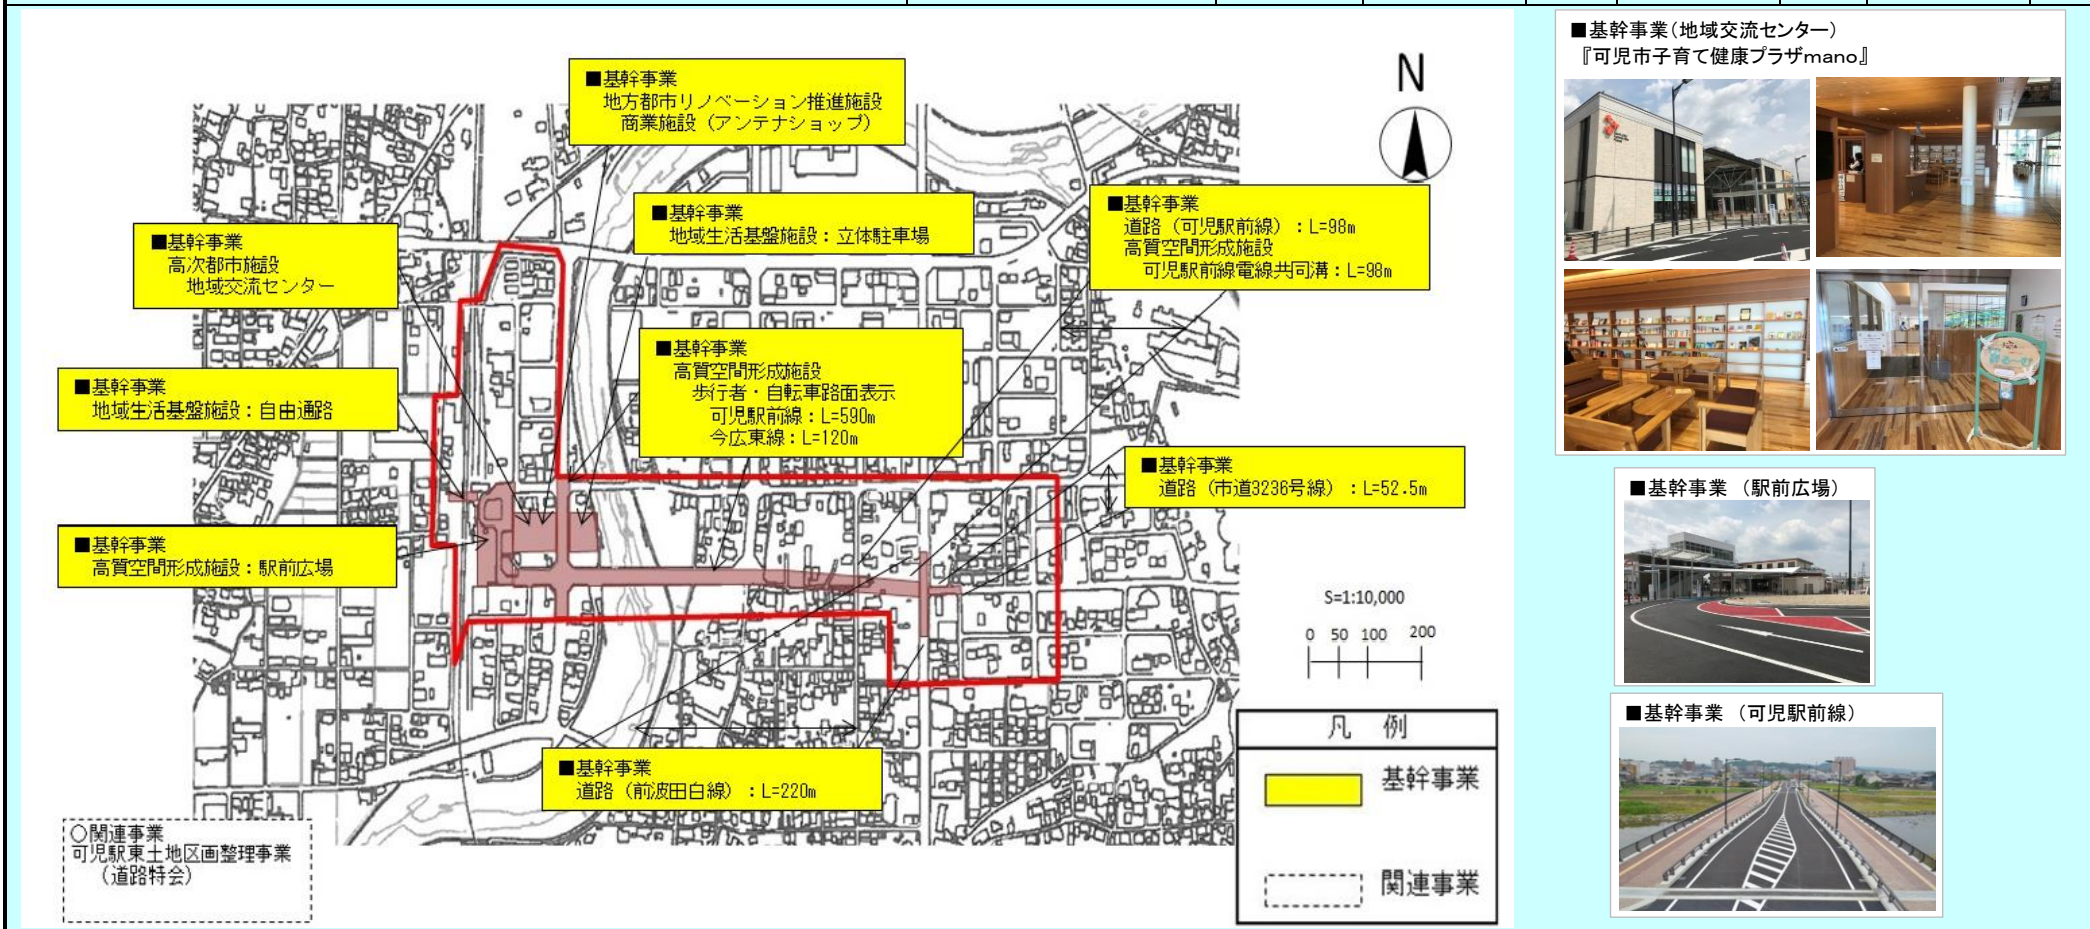 ■基幹事業
地方都市リノベーション推進施設
商業施設（アンテナショップ）
■基幹事業
地域生活基盤施設：立体駐車場
■基幹事業
高次都市施設
地域交流センター
■基幹事業
道路（可児駅前線）：L=98m
高質空間形成施設
可児駅前線電線共同溝：L=98m
■基幹事業
高質空間形成施設
歩行者・自転車路面表示
可児駅前線：L=590m
今広東線：L=120m
■基幹事業
地域生活基盤施設：自由通路
■基幹事業
道路（市道3236号線）：L=52.5m
■基幹事業
高質空間形成施設：駅前広場
■基幹事業
道路（前波田白線）：L=220m
○関連事業
可児駅東土地区画整理事業
（道路特会）
N
S=1:10,000
0 50 100 200
凡 例
基幹事業
関連事業
■基幹事業（地域交流センター）
『可児市子育て健康プラザmano』
■基幹事業 （駅前広場）
■基幹事業 （可児駅前線）